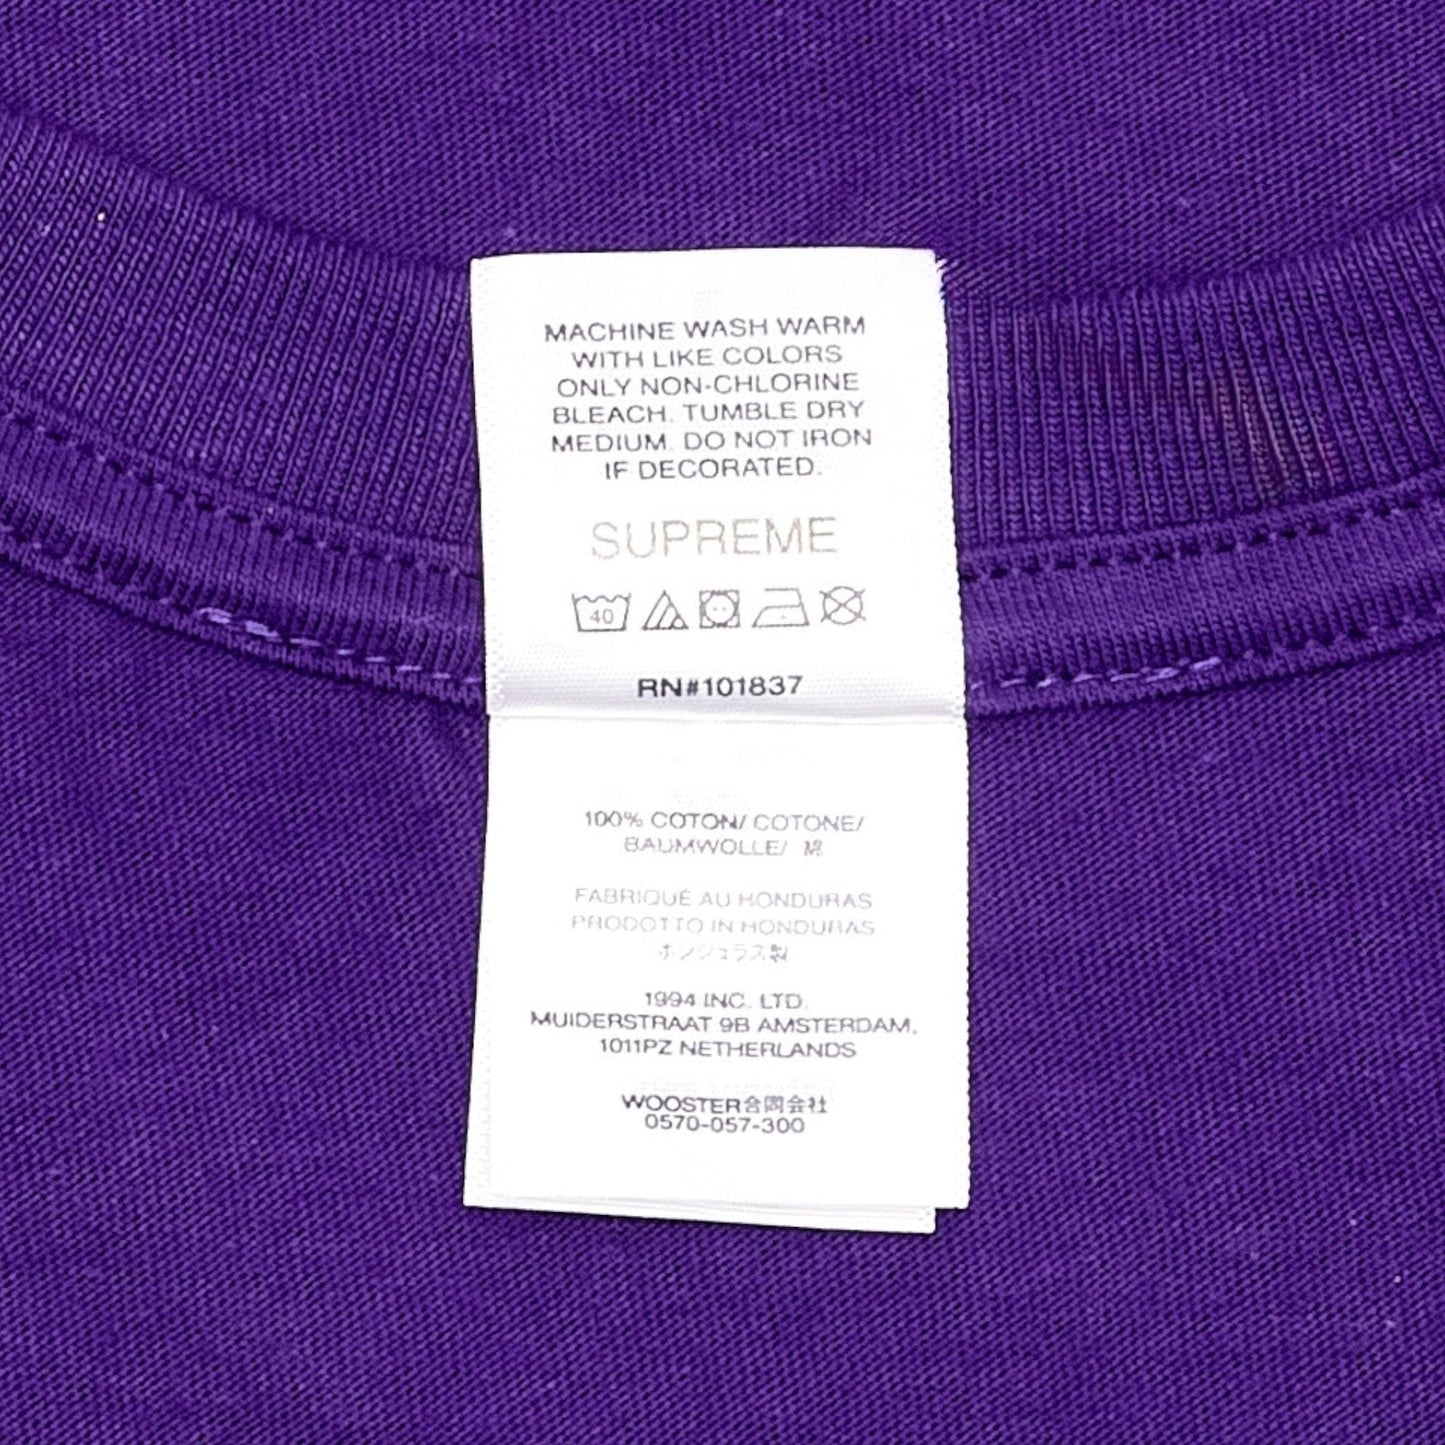 MACHINE WASH WARM
WITH LIKE COLORS
ONLY NON-CHLORINE
BLEACH. TUMBLE DRY
MEDIUM. DO NOT IRON
IF DECORATED.
SUPREME
40
RN#101837
100% COTON/ COTONE/
BAUMWOLLE/ 綿
FABRIQUÉ AU HONDURAS
PRODOTTO IN HONDURAS
ホンジュラス製
1994 INC. LTD.
MUIDERSTRAAT 9B AMSTERDAM,
1011PZ NETHERLANDS
WOOSTER合同会社
0570-057-300